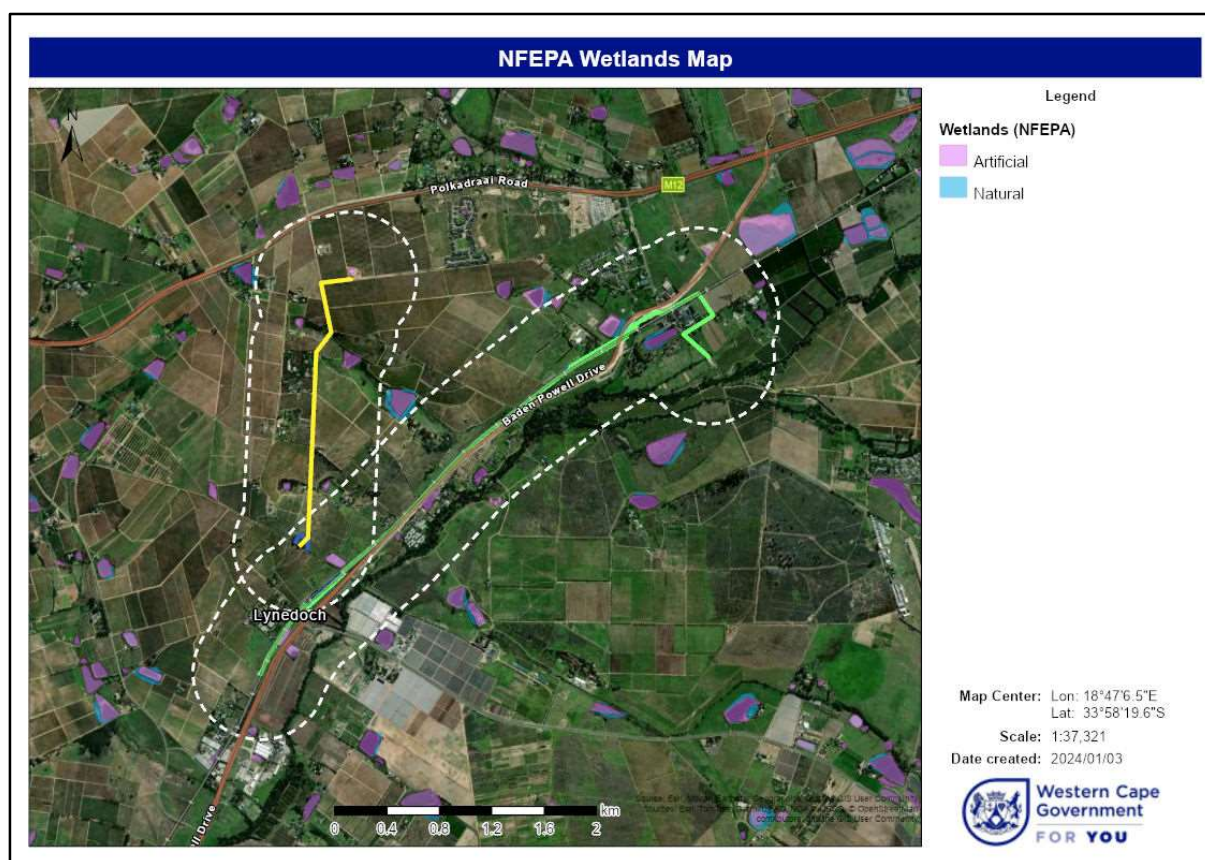 NFEPA Wetlands Map
N
Polkadraai Road
M12
Baden Powell Drive
Lynedoch
ll Drive
km
0 0.4 0.8 1.2 1.6 2
Legend
Wetlands (NFEPA)
Artificial
Natural
Map Center: Lon: 18°47'6.5"E
Lat: 33°58'19.6"S
Scale: 1:37,321
Date created: 2024/01/03
Western Cape
Government
FOR YOU